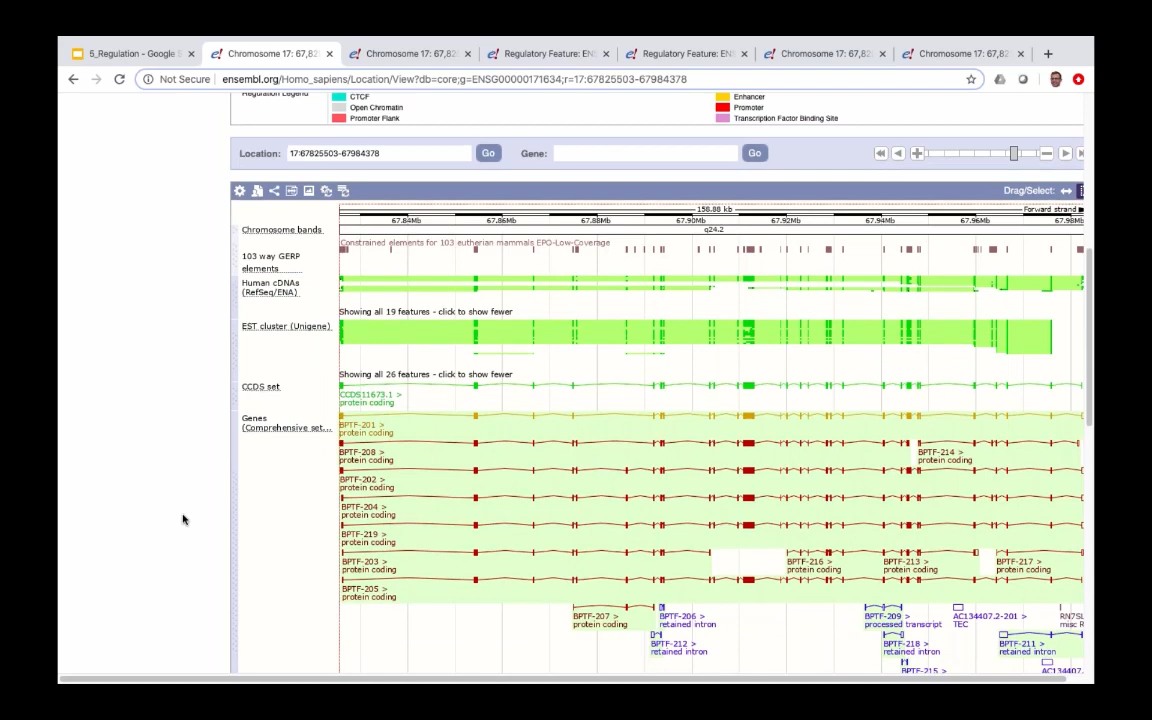 5_Regulation - Google S
Chromosome 17: 67,82
Chromosome 17: 67,82
Regulatory Feature: EN
Regulatory Feature: EN
Chromosome 17: 67,82
Chromosome 17: 67,82
Not Secure
ensembl.org/Homo_sapiens/Location/View?db=core;g=ENSG00000171634;r=17:67825503-67984378
Regulation Legend
CTCF
Enhancer
Open Chromatin
Promoter
Promoter Flank
Transcription Factor Binding Site
Location:
17:67825503-67984378
Go
Gene:
Go
Drag/Select:
158.88 kb
Forward strand
67.84Mb
67.86Mb
67.88Mb
67.90Mb
67.92Mb
67.94Mb
67.96Mb
67.98Mb
Chromosome bands
q24.2
Constrained elements for 103 eutherian mammals EPO-Low-Coverage
103 way GERP
elements
Human cDNAs
(RefSeq/ENA)
Showing all 19 features - click to show fewer
EST cluster (Unigene)
Showing all 26 features - click to show fewer
CCDS set
CCDS11673.1 >
protein coding
Genes
(Comprehensive set...
BPTF-201 >
protein coding
BPTF-208 >
protein coding
BPTF-214 >
protein coding
BPTF-202 >
protein coding
BPTF-204 >
protein coding
BPTF-219 >
protein coding
BPTF-203 >
protein coding
BPTF-216 >
protein coding
BPTF-213 >
protein coding
BPTF-217 >
protein coding
BPTF-205 >
protein coding
BPTF-207 >
protein coding
BPTF-206 >
retained intron
BPTF-209 >
processed transcript
AC134407.2-201 >
TEC
RN7SL
misc R
BPTF-212 >
retained intron
BPTF-218 >
retained intron
BPTF-211 >
retained intron
BPTF-215 >
AC134407.